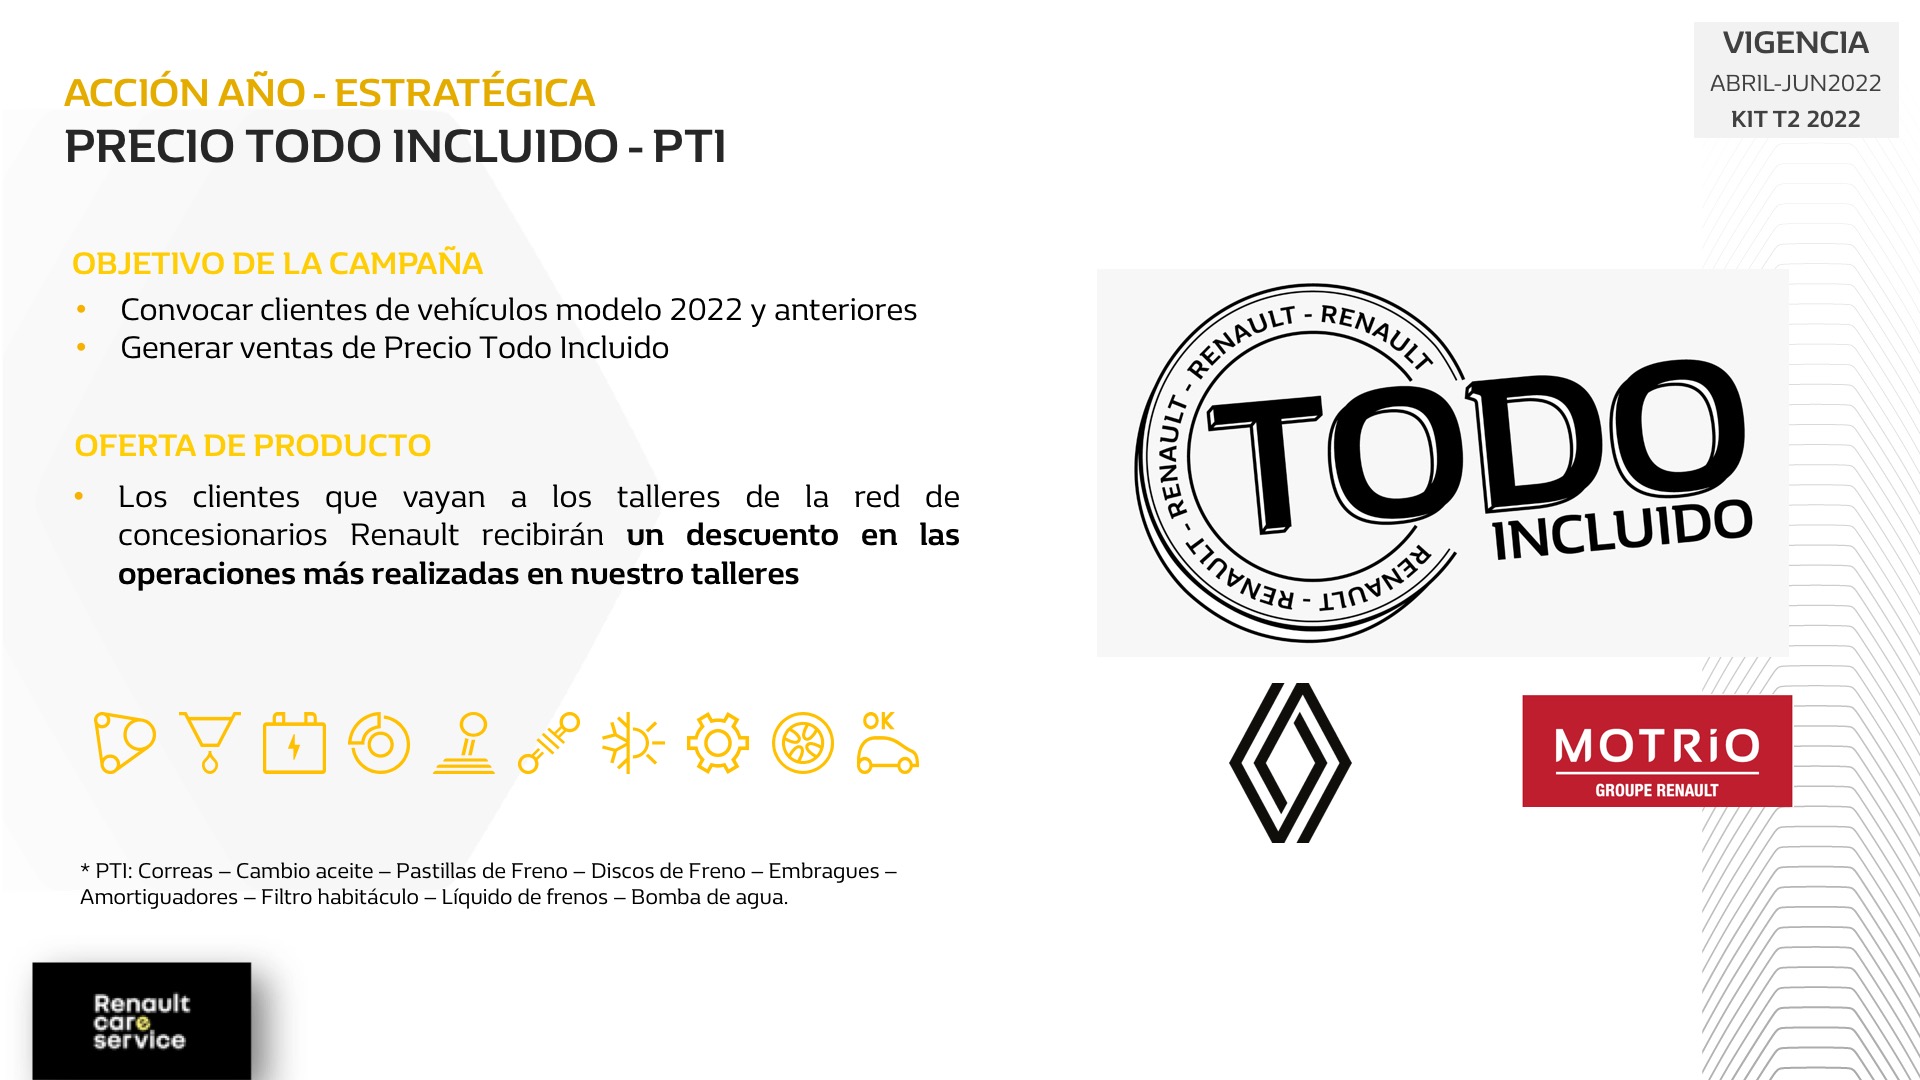 VIGENCIA
ABRIL-JUN2022
KIT T2 2022
ACCIÓN AÑO - ESTRATÉGICA
PRECIO TODO INCLUIDO - PTI
OBJETIVO DE LA CAMPAÑA
• Convocar clientes de vehículos modelo 2022 y anteriores
• Generar ventas de Precio Todo Incluido
OFERTA DE PRODUCTO
• Los clientes que vayan a los talleres de la red de
concesionarios Renault recibirán un descuento en las
operaciones más realizadas en nuestro talleres
RENAULT - RENAULT - RENAULT - RENAULT - RENAULT - RENAULT
TODO
INCLUIDO
OK
MOTRiO
GROUPE RENAULT
* PTI: Correas – Cambio aceite – Pastillas de Freno – Discos de Freno – Embragues –
Amortiguadores – Filtro habitáculo – Líquido de frenos – Bomba de agua.
Renault
care
service